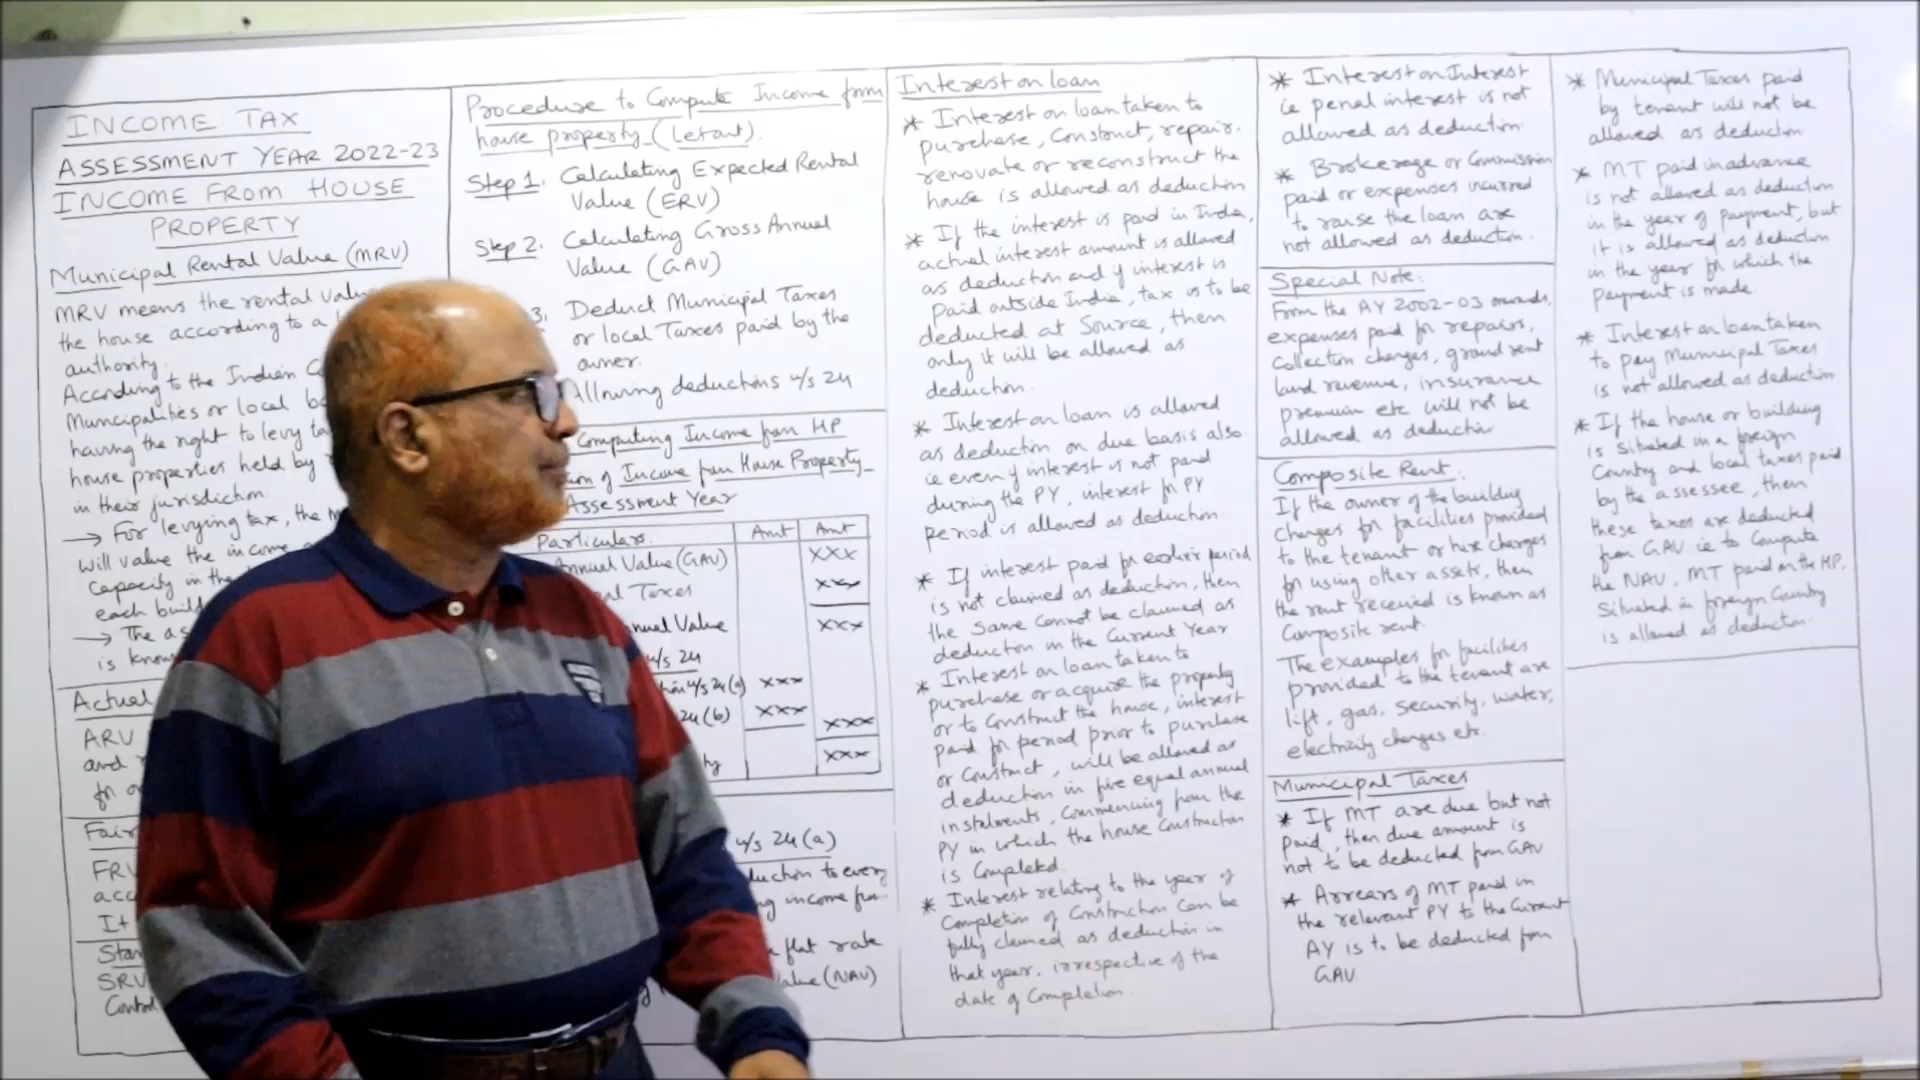 INCOME TAX
ASSESSMENT YEAR 2022-23
INCOME FROM HOUSE
PROPERTY
Municipal Rental Value (MRV)
MRV means the rental value
the house according to a
authority.
According to the Indian
Municipalities or local
having the right to levy
house properties held by
in their jurisdiction.
→ For levying tax, the
will value the income
capacity in the
each build
→ The
is know
Actual
ARV
and
for
Fair
FRV
acc
It
Stan
SRV
Control
Procedure to Compute Income from
house property (letout).
Step 1. Calculating Expected Rental
Value (ERV)
Step 2. Calculating Gross Annual
Value (GAV)
3. Deduct Municipal Taxes
or local Taxes paid by the
owner.
Allowing deductions u/s 24
Computing Income from HP
of Income from House Property
Assessment Year
Particulars. Amt Amt
Annual Value (GAV) XXX
Taxes XXX
Value XXX
u/s 24
u/s 24(a) XXX
24(b) XXX XXX
XXX
u/s 24 (a)
to every
income from
flat rate
Value (NAV)
Interest on loan
* Interest on loan taken to
purchase, Construct, repair.
renovate or reconstruct the
house is allowed as deduction
* If the interest is paid in India,
actual interest amount is allowed
as deduction and if interest is
Paid outside India, tax is to be
deducted at Source, then
only it will be allowed as
deduction.
* Interest on loan is allowed
as deduction on due basis also
ie even if interest is not paid
during the PY, interest for PY
period is allowed as deduction.
* If interest paid for earlier period
is not claimed as deduction, then
the same cannot be claimed as
deduction in the Current Year
* Interest on loan taken to
purchase or acquire the property
or to Construct the house, interest
paid for period prior to purchase
or Construct, will be allowed as
deduction in five equal annual
instalments, Commencing from the
PY in which the house Construction
is Completed.
* Interest relating to the year of
Completion of Construction can be
fully claimed as deduction in
that year, irrespective of the
date of Completion.
* Interest on Interest
ie penal interest is not
allowed as deduction.
* Brokerage or Commission
paid or expenses incurred
to raise the loan are
not allowed as deduction.
Special Note:
From the AY 2002-03 onwards,
expenses paid for repairs,
Collection charges, ground rent
land revenue, insurance
premium etc will not be
allowed as deduction
Composite Rent.
If the owner of the building
charges for facilities provided
to the tenant or hire charges
for using other assets, then
the rent received is known as
Composite rent.
The examples for facilities
provided to the tenant are
lift, gas, security, water,
electricity charges etc.
Municipal Taxes
* If MT are due but not
paid, then due amount is
not to be deducted from GAV
* Arrears of MT paid in
the relevant PY to the Current
AY is to be deducted from
GAV
* Municipal Taxes paid
by tenant will not be
allowed as deduction
* MT paid in advance
is not allowed as deduction
in the year of payment, but
it is allowed as deduction
in the year for which the
payment is made
* Interest on loan taken
to pay Municipal Taxes
is not allowed as deduction
* If the house or building
is situated in a foreign
Country and local taxes paid
by the assessee, then
these taxes are deducted
from GAV ie to Compute
the NAV, MT paid on the HP.
Situated in foreign Country
is allowed as deduction.